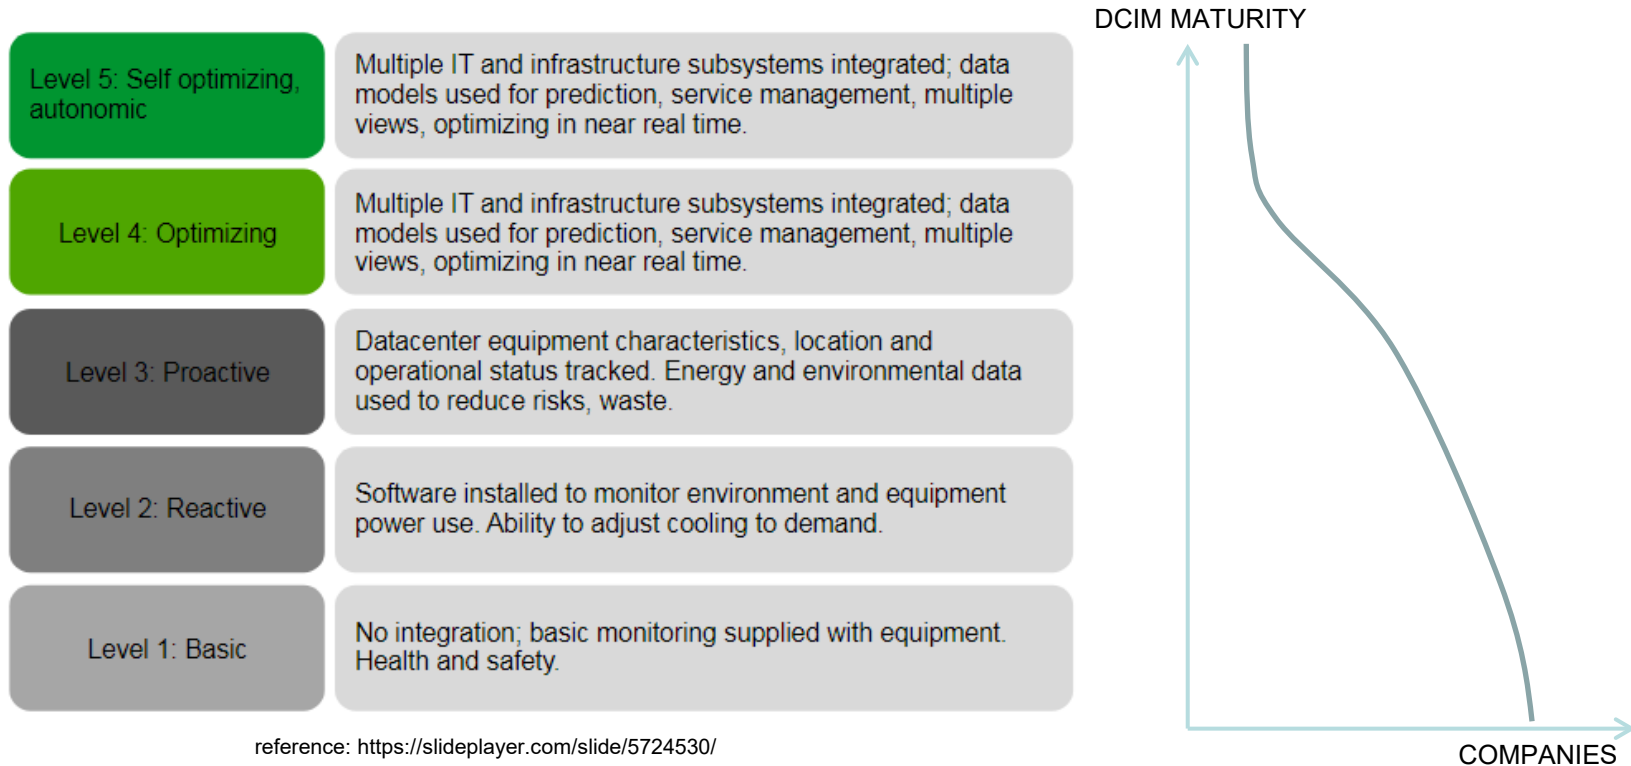 DCIM MATURITY
Level 5: Self optimizing,
autonomic
Multiple IT and infrastructure subsystems integrated; data
models used for prediction, service management, multiple
views, optimizing in near real time.
Level 4: Optimizing
Multiple IT and infrastructure subsystems integrated; data
models used for prediction, service management, multiple
views, optimizing in near real time.
Level 3: Proactive
Datacenter equipment characteristics, location and
operational status tracked. Energy and environmental data
used to reduce risks, waste.
Level 2: Reactive
Software installed to monitor environment and equipment
power use. Ability to adjust cooling to demand.
Level 1: Basic
No integration; basic monitoring supplied with equipment.
Health and safety.
reference: https://slideplayer.com/slide/5724530/
COMPANIES